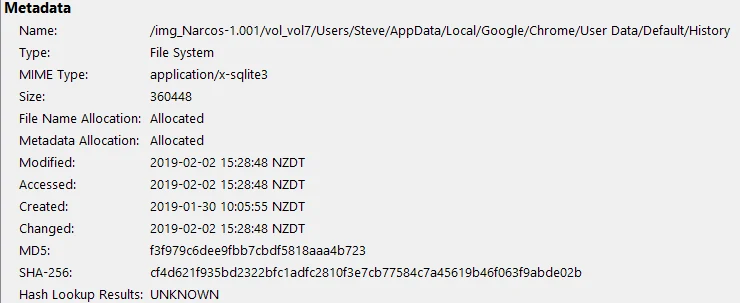 Metadata
Name: /img_Narcos-1.001/vol_vol7/Users/Steve/AppData/Local/Google/Chrome/User Data/Default/History
Type: File System
MIME Type: application/x-sqlite3
Size: 360448
File Name Allocation: Allocated
Metadata Allocation: Allocated
Modified: 2019-02-02 15:28:48 NZDT
Accessed: 2019-02-02 15:28:48 NZDT
Created: 2019-01-30 10:05:55 NZDT
Changed: 2019-02-02 15:28:48 NZDT
MD5: f3f979c6dee9fbb7cbdf5818aaa4b723
SHA-256: cf4d621f935bd2322bfc1adfc2810f3e7cb77584c7a45619b46f063f9abde02b
Hash Lookup Results: UNKNOWN